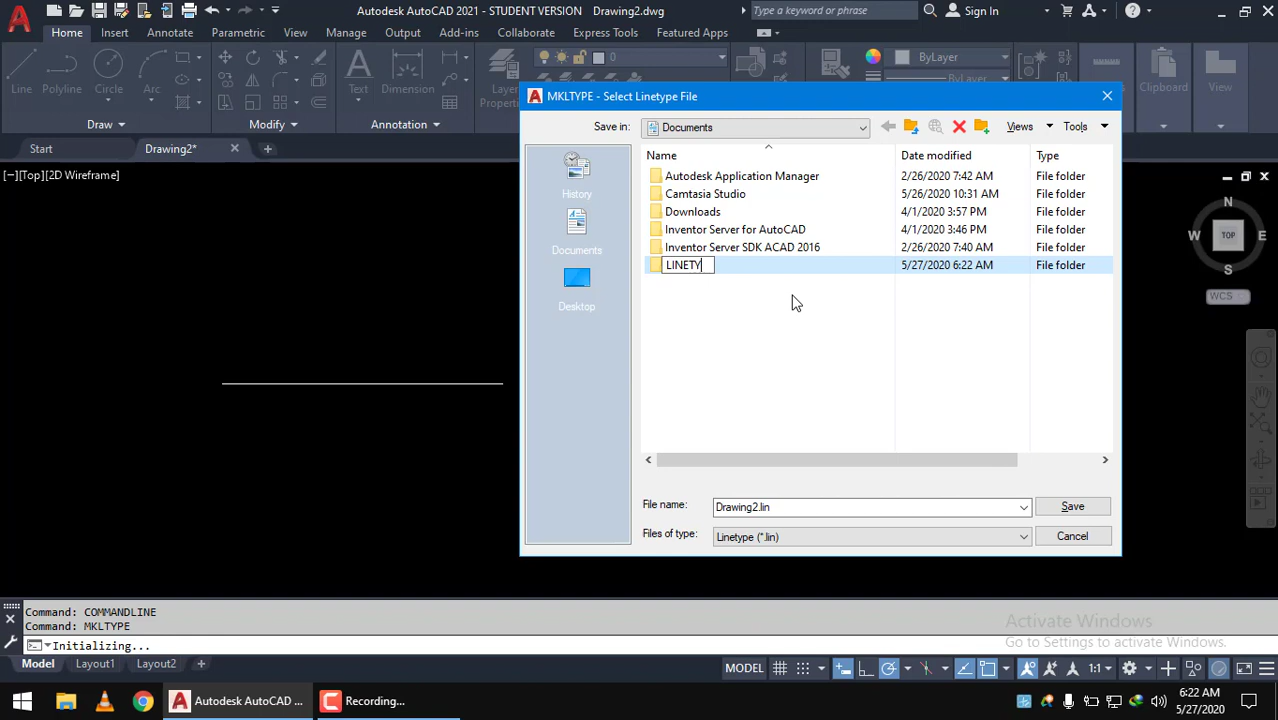 Autodesk AutoCAD 2021 - STUDENT VERSION Drawing2.dwg
Type a keyword or phrase
Sign In
Home Insert Annotate Parametric View Manage Output Add-ins Collaborate Express Tools Featured Apps
0
ByLayer
Line Polyline Circle Arc
Text Dimension
Layer
Properties
ByLayer
Clipboard
View
Draw
Modify
Annotation
Start
Drawing2*
[−][Top][2D Wireframe]
MKLTYPE - Select Linetype File
Save in:
Documents
Views
Tools
Name
Date modified
Type
History
Documents
Desktop
Autodesk Application Manager 2/26/2020 7:42 AM File folder
Camtasia Studio 5/26/2020 10:31 AM File folder
Downloads 4/1/2020 3:57 PM File folder
Inventor Server for AutoCAD 4/1/2020 3:46 PM File folder
Inventor Server SDK ACAD 2016 2/26/2020 7:40 AM File folder
LINETY 5/27/2020 6:22 AM File folder
File name:
Drawing2.lin
Save
Files of type:
Linetype (*.lin)
Cancel
N
W TOP E
S
WCS
Command: COMMANDLINE
Command: MKLTYPE
Initializing...
Activate Windows
Go to Settings to activate Windows.
Model Layout1 Layout2
MODEL
1:1
Autodesk AutoCAD ...
Recording...
6:22 AM
5/27/2020